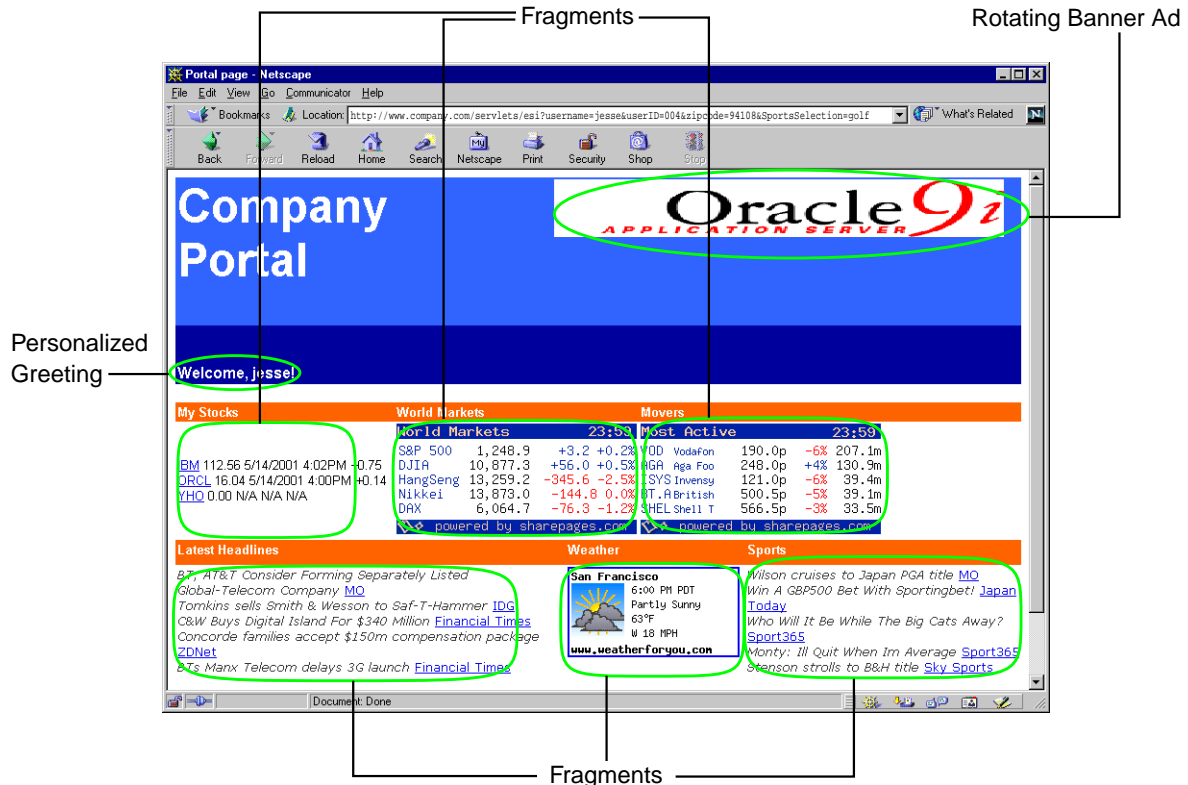 Fragments
Rotating Banner Ad
Portal page - Netscape
File Edit View Go Communicator Help
Bookmarks Location: http://www.company.com/servlets/esi?username=jesse&userID=004&zipcode=94108&SportsSelection=golf What's Related N
Back Forward Reload Home Search Netscape Print Security Shop Stop
My
Company
Portal
Oracle 9i
APPLICATION SERVER
Personalized
Greeting
Welcome, jesse!
My Stocks World Markets Movers
World Markets 23:59 Most Active 23:59
S&P 500 1,248.9 +3.2 +0.2% VOD Vodafon 190.0p -6% 207.1m
IBM 112.56 5/14/2001 4:02PM +0.75 DJIA 10,877.3 +56.0 +0.5% AGA Aga Foo 248.0p +4% 130.9m
ORCL 16.04 5/14/2001 4:00PM +0.14 HangSeng 13,259.2 -345.6 -2.5% ISYS Invensy 121.0p -6% 39.4m
YHO 0.00 N/A N/A N/A Nikkei 13,873.0 -144.8 0.0% BT.A British 500.5p -5% 39.1m
DAX 6,064.7 -76.3 -1.2% SHEL Shell T 566.5p -3% 33.5m
powered by sharepages.com powered by sharepages.com
Latest Headlines Weather Sports
BT, AT&T Consider Forming Separately Listed
Global-Telecom Company MO
Tomkins sells Smith & Wesson to Saf-T-Hammer IDG
C&W Buys Digital Island For $340 Million Financial Times
Concorde families accept $150m compensation package
ZDNet
BTs Manx Telecom delays 3G launch Financial Times
San Francisco
6:00 PM PDT
Partly Sunny
63°F
W 18 MPH
www.weatherforyou.com
Wilson cruises to Japan PGA title MO
Win A GBP500 Bet With Sportingbet! Japan
Today
Who Will It Be While The Big Cats Away?
Sport365
Monty: Ill Quit When Im Average Sport365
Stenson strolls to B&H title Sky Sports
Document: Done
Fragments